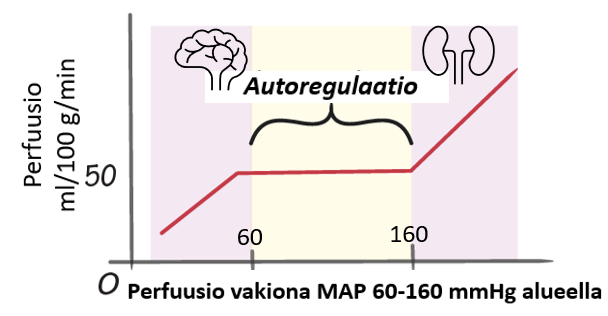 Autoregulaatio
Perfuusio
ml/100 g/min
50
60
160
O
Perfuusio vakiona MAP 60-160 mmHg alueella